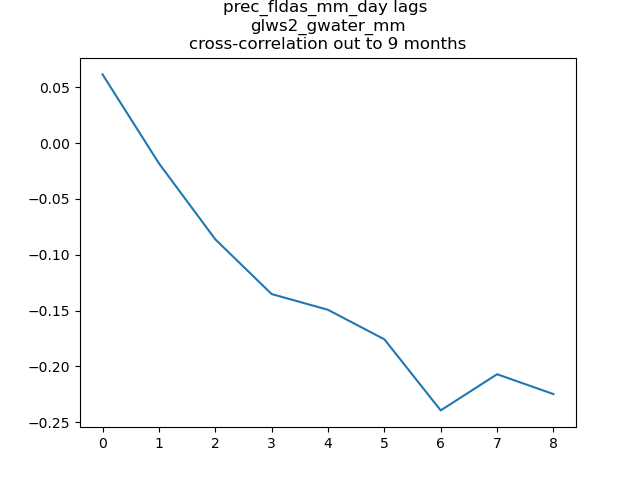 prec_fldas_mm_day lags
glws2_gwater_mm
cross-correlation out to 9 months
0.05
0.00
−0.05
−0.10
−0.15
−0.20
−0.25
0 1 2 3 4 5 6 7 8